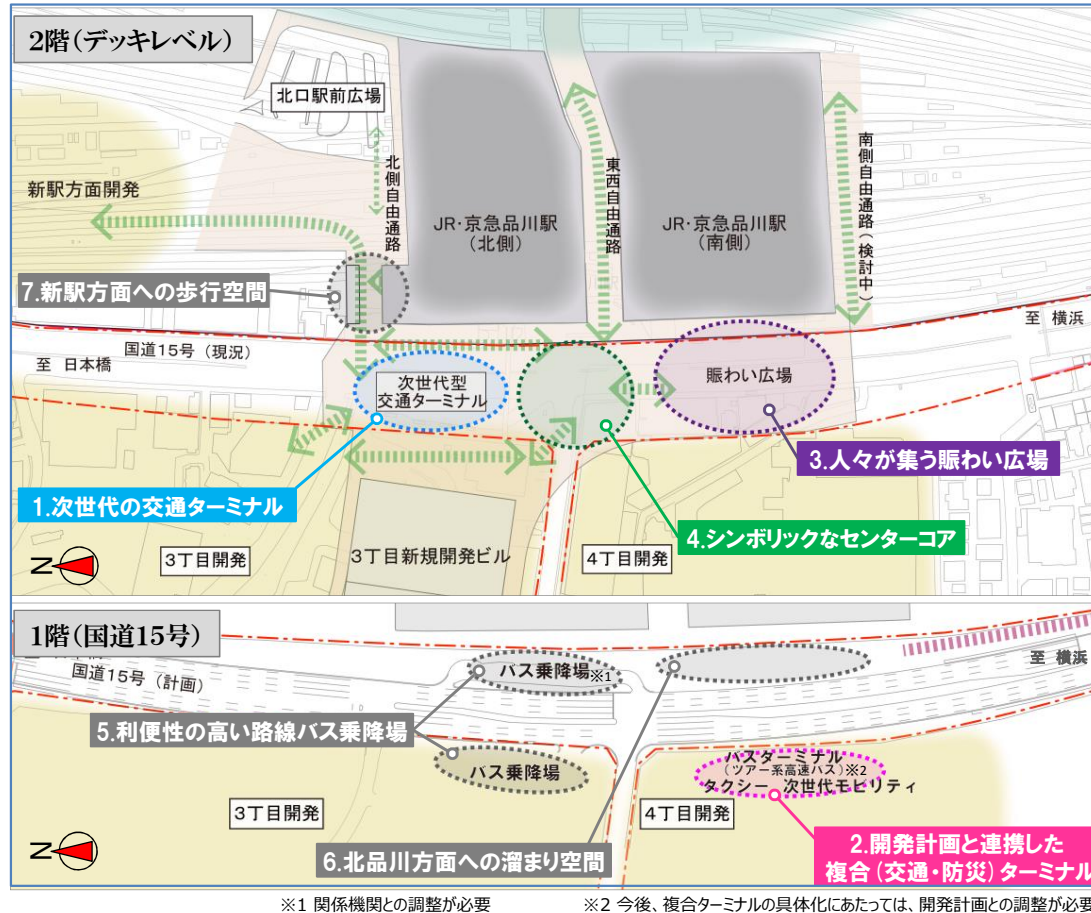 2階(デッキレベル)
北口駅前広場
新駅方面開発
北側自由通路
JR・京急品川駅
(北側)
東西自由通路
JR・京急品川駅
(南側)
南側自由通路(検討中)
7.新駅方面への歩行空間
至 横浜
国道15号(現況)
至 日本橋
次世代型
交通ターミナル
賑わい広場
3.人々が集う賑わい広場
1.次世代の交通ターミナル
4.シンボリックなセンターコア
N
3丁目開発
3丁目新規開発ビル
4丁目開発
1階(国道15号)
国道15号(計画)
バス乗降場※1
至 横浜
5.利便性の高い路線バス乗降場
バス乗降場
バスターミナル
(ツアー系高速バス)※2
タクシー 次世代モビリティ
3丁目開発
4丁目開発
N
6.北品川方面への溜まり空間
2.開発計画と連携した
複合(交通・防災)ターミナル
※1 関係機関との調整が必要
※2 今後、複合ターミナルの具体化にあたっては、開発計画との調整が必要